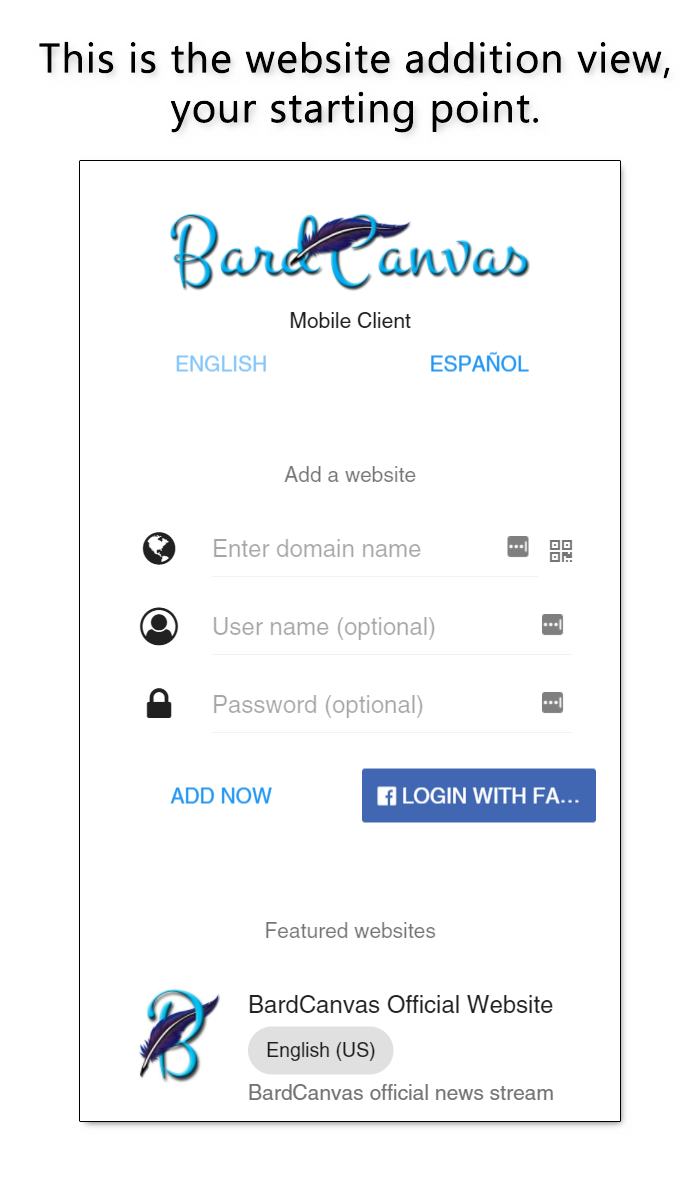 This is the website addition view,
your starting point.
BardCanvas
Mobile Client
ENGLISH
ESPAÑOL
Add a website
Enter domain name
User name (optional)
Password (optional)
ADD NOW
LOGIN WITH FA...
Featured websites
BardCanvas Official Website
English (US)
BardCanvas official news stream